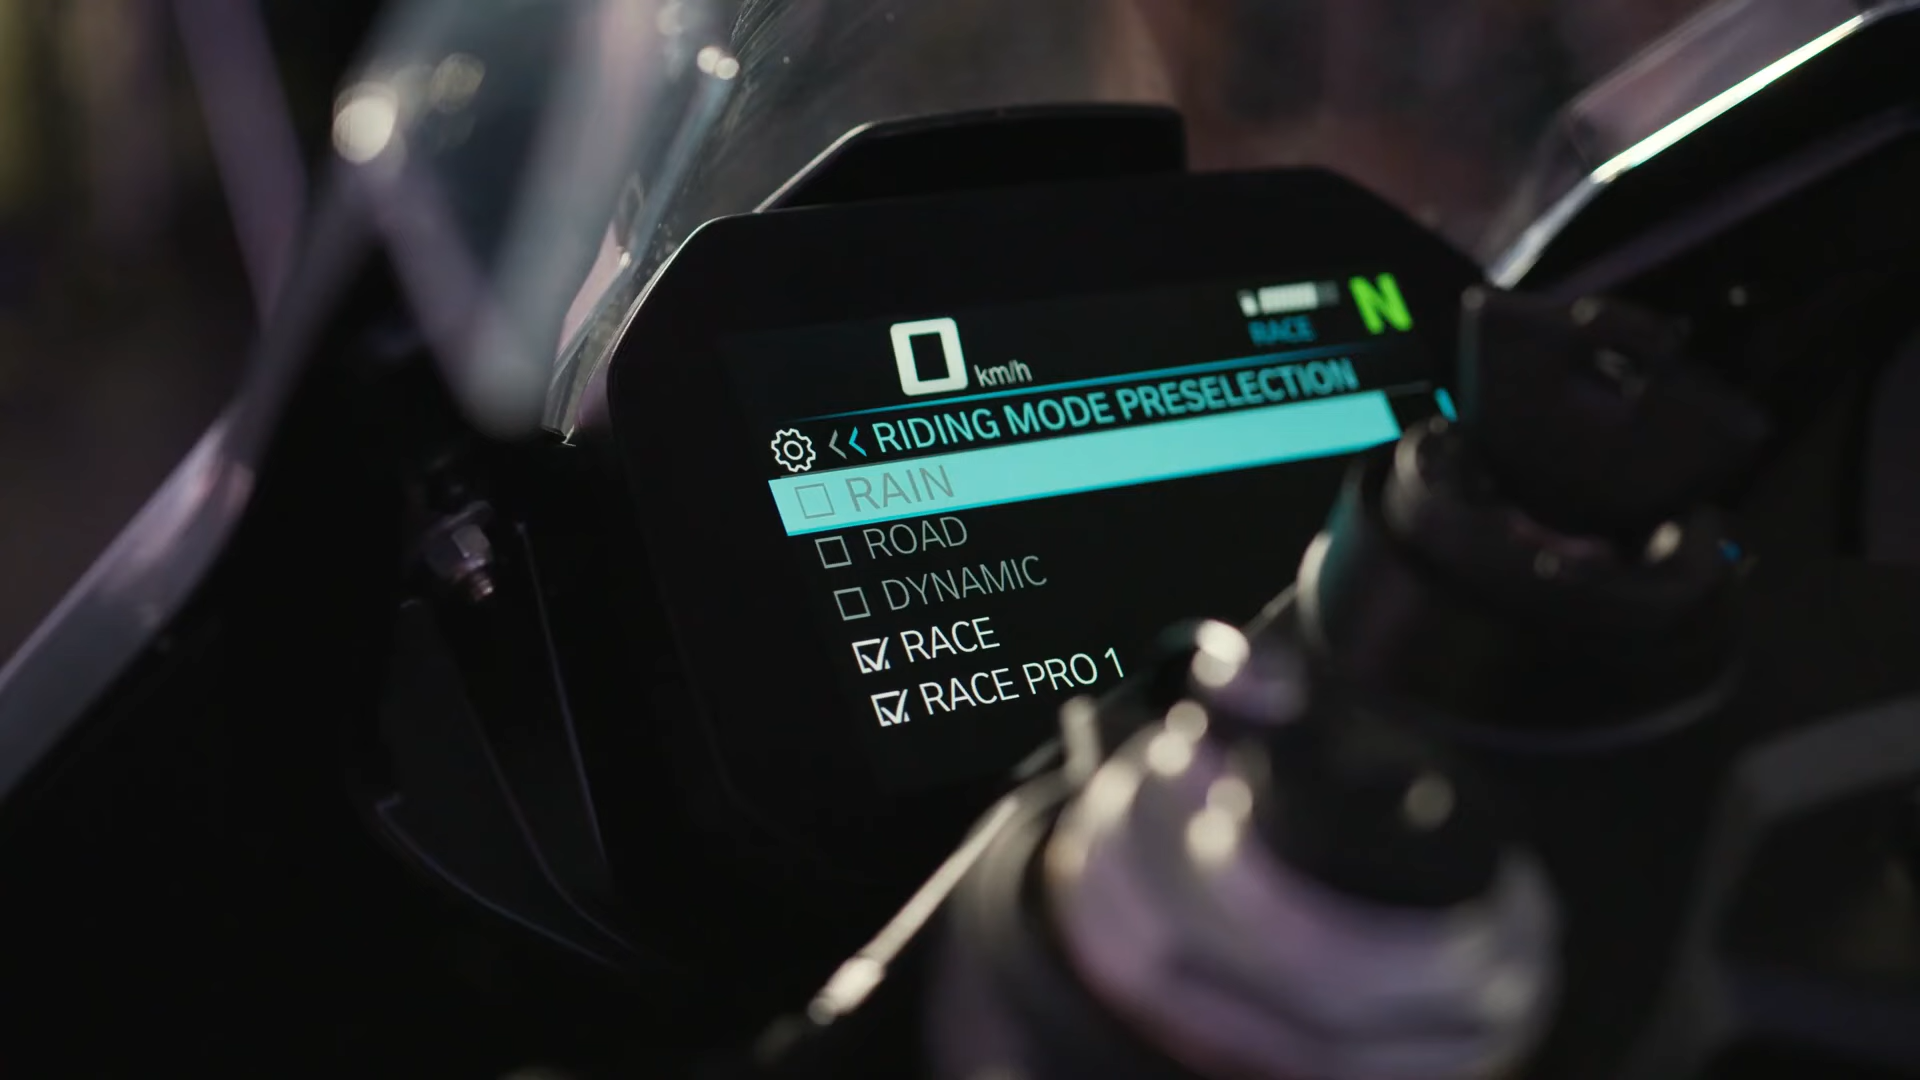 0 km/h
RACE
N
<< RIDING MODE PRESELECTION
RAIN
ROAD
DYNAMIC
RACE
RACE PRO 1